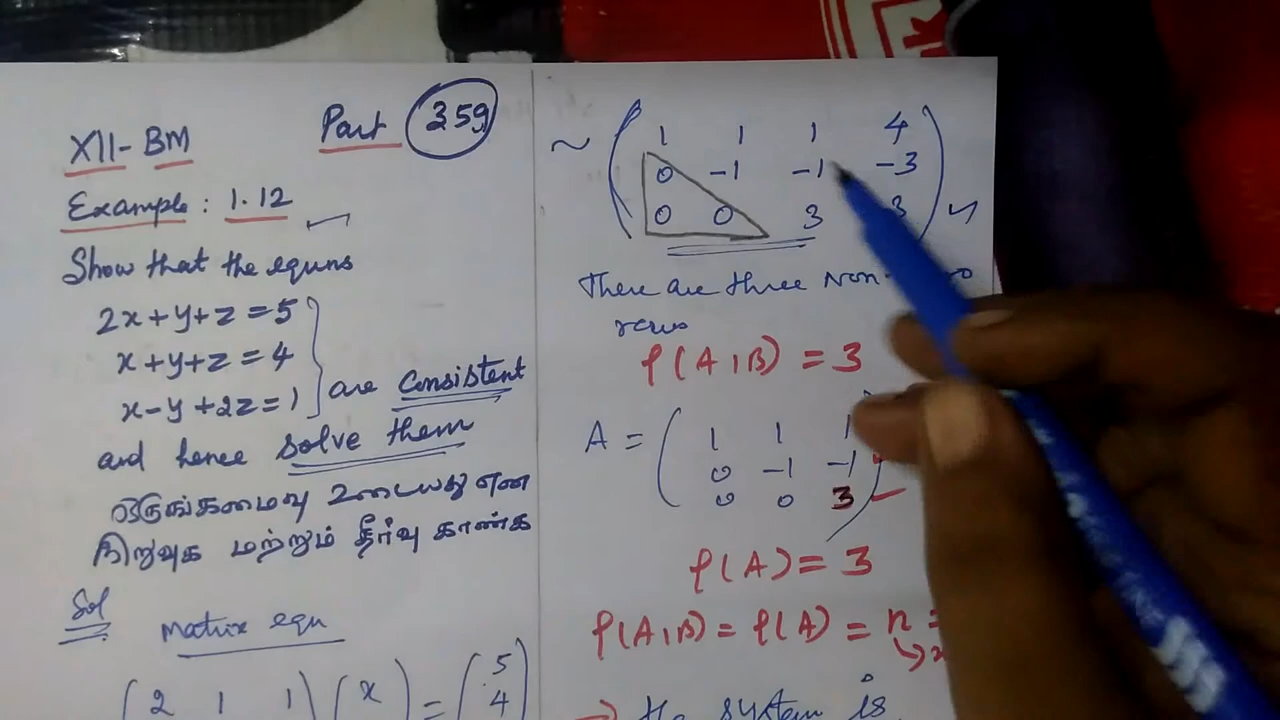 XII-BM Part 359
Example: 1.12
Show that the equns
2x+y+z=5
x+y+z=4
x-y+2z=1 } are consistent
and hence solve them
ஒருங்கமைவு உடையது என
நிறுவுக மற்றும் தீர்வு காண்க
Sol
Matrix equ
( 2 1 1 ) ( x ) = ( 5
4
~ ( 1 1 1 4
0 -1 -1 -3
0 0 3 3 )
There are three Non-
rows
ρ(A,B) = 3
A = ( 1 1 1
0 -1 -1
0 0 3 )
ρ(A) = 3
ρ(A,B) = ρ(A) = n =
→ the system is